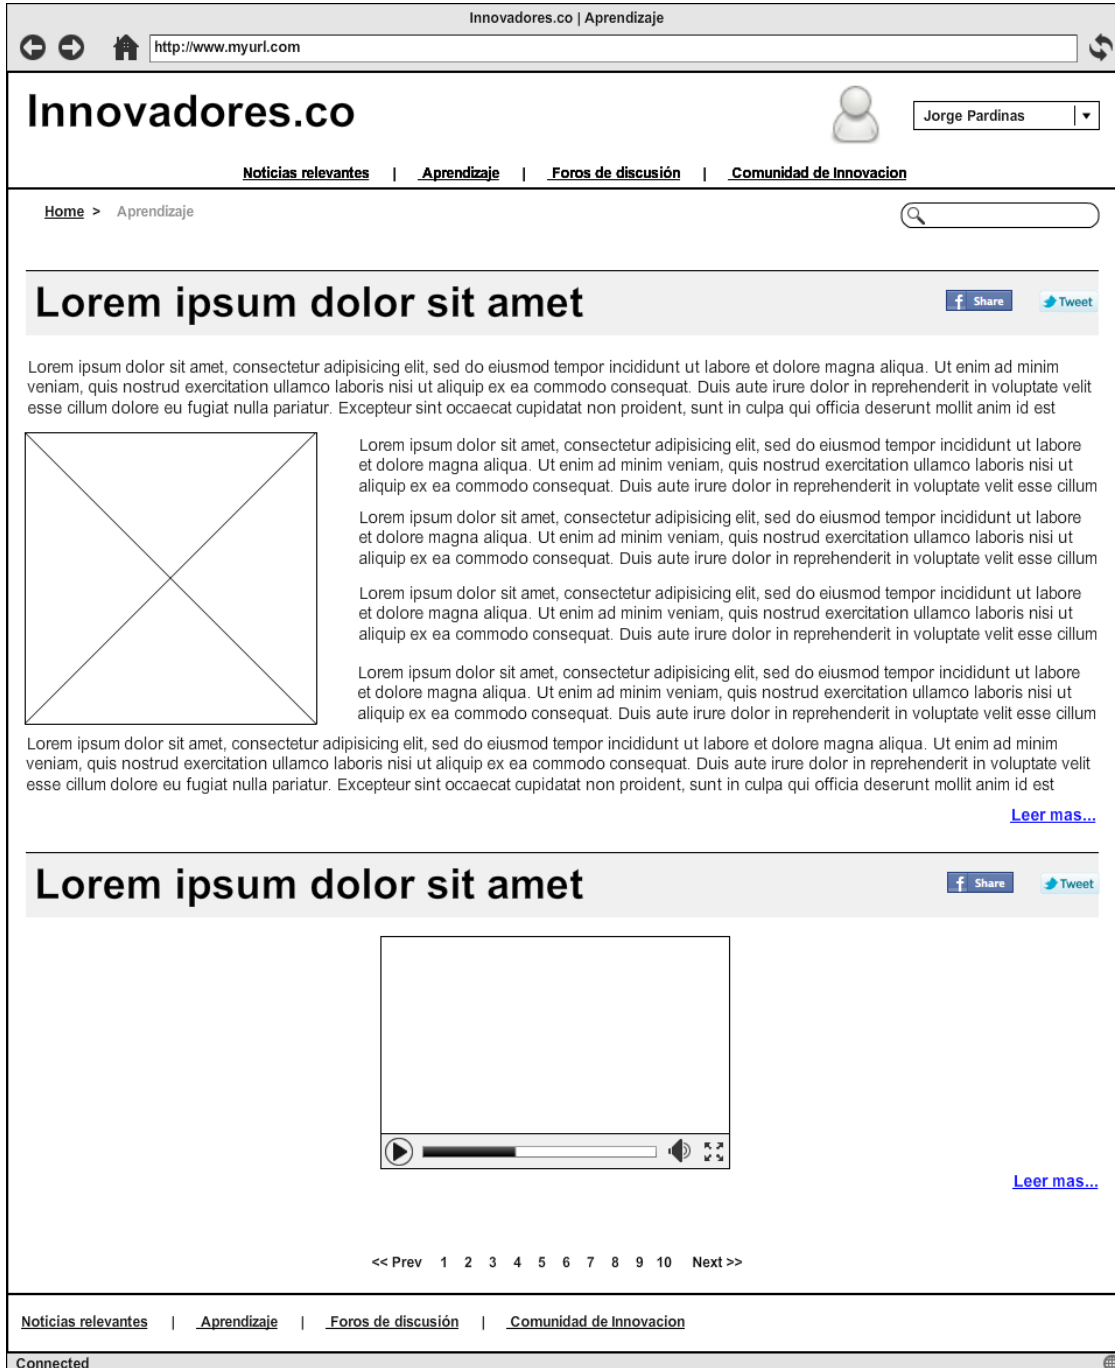 Innovadores.co | Aprendizaje
http://www.myurl.com
Innovadores.co
Jorge Pardinas
Noticias relevantes | Aprendizaje | Foros de discusión | Comunidad de Innovacion
Home > Aprendizaje
Lorem ipsum dolor sit amet
f Share Tweet
Lorem ipsum dolor sit amet, consectetur adipisicing elit, sed do eiusmod tempor incididunt ut labore et dolore magna aliqua. Ut enim ad minim
veniam, quis nostrud exercitation ullamco laboris nisi ut aliquip ex ea commodo consequat. Duis aute irure dolor in reprehenderit in voluptate velit
esse cillum dolore eu fugiat nulla pariatur. Excepteur sint occaecat cupidatat non proident, sunt in culpa qui officia deserunt mollit anim id est
Lorem ipsum dolor sit amet, consectetur adipisicing elit, sed do eiusmod tempor incididunt ut labore
et dolore magna aliqua. Ut enim ad minim veniam, quis nostrud exercitation ullamco laboris nisi ut
aliquip ex ea commodo consequat. Duis aute irure dolor in reprehenderit in voluptate velit esse cillum
Lorem ipsum dolor sit amet, consectetur adipisicing elit, sed do eiusmod tempor incididunt ut labore
et dolore magna aliqua. Ut enim ad minim veniam, quis nostrud exercitation ullamco laboris nisi ut
aliquip ex ea commodo consequat. Duis aute irure dolor in reprehenderit in voluptate velit esse cillum
Lorem ipsum dolor sit amet, consectetur adipisicing elit, sed do eiusmod tempor incididunt ut labore
et dolore magna aliqua. Ut enim ad minim veniam, quis nostrud exercitation ullamco laboris nisi ut
aliquip ex ea commodo consequat. Duis aute irure dolor in reprehenderit in voluptate velit esse cillum
Lorem ipsum dolor sit amet, consectetur adipisicing elit, sed do eiusmod tempor incididunt ut labore
et dolore magna aliqua. Ut enim ad minim veniam, quis nostrud exercitation ullamco laboris nisi ut
aliquip ex ea commodo consequat. Duis aute irure dolor in reprehenderit in voluptate velit esse cillum
Lorem ipsum dolor sit amet, consectetur adipisicing elit, sed do eiusmod tempor incididunt ut labore et dolore magna aliqua. Ut enim ad minim
veniam, quis nostrud exercitation ullamco laboris nisi ut aliquip ex ea commodo consequat. Duis aute irure dolor in reprehenderit in voluptate velit
esse cillum dolore eu fugiat nulla pariatur. Excepteur sint occaecat cupidatat non proident, sunt in culpa qui officia deserunt mollit anim id est
Leer mas...
Lorem ipsum dolor sit amet
f Share Tweet
Leer mas...
<< Prev 1 2 3 4 5 6 7 8 9 10 Next >>
Noticias relevantes | Aprendizaje | Foros de discusión | Comunidad de Innovacion
Connected